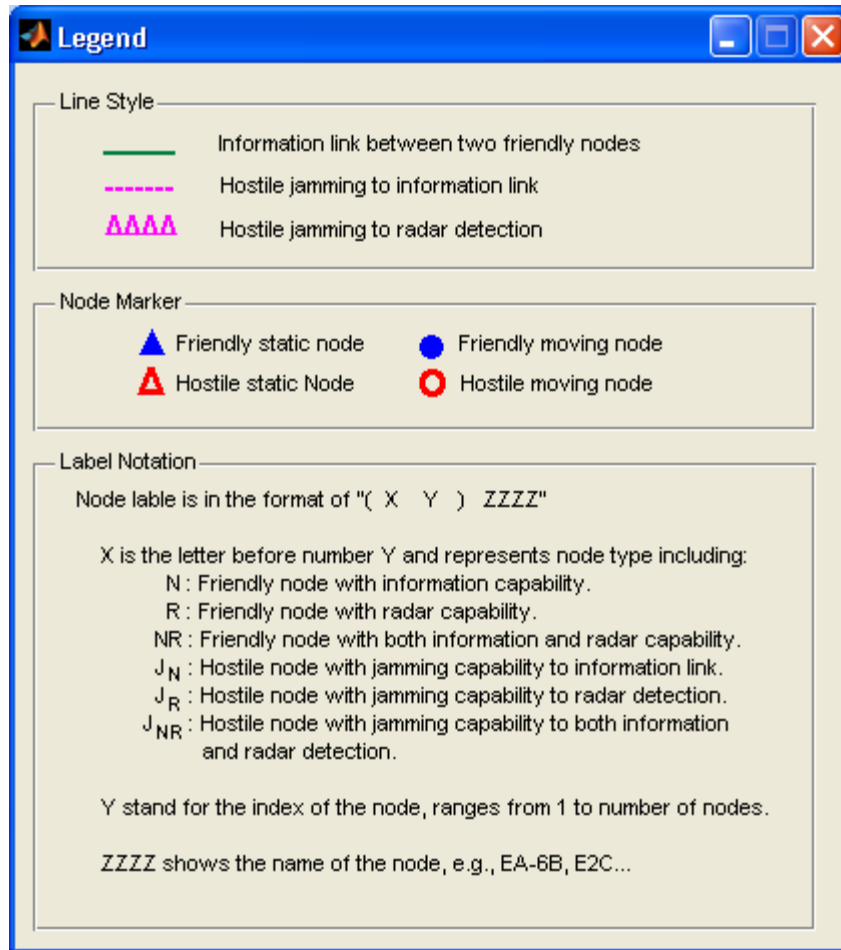 Legend
Line Style
Information link between two friendly nodes
Hostile jamming to information link
Hostile jamming to radar detection
Node Marker
Friendly static node Friendly moving node
Hostile static Node Hostile moving node
Label Notation
Node lable is in the format of "( X Y ) ZZZZ"
X is the letter before number Y and represents node type including:
N : Friendly node with information capability.
R : Friendly node with radar capability.
NR : Friendly node with both information and radar capability.
J_N : Hostile node with jamming capability to information link.
J_R : Hostile node with jamming capability to radar detection.
J_NR : Hostile node with jamming capability to both information
and radar detection.
Y stand for the index of the node, ranges from 1 to number of nodes.
ZZZZ shows the name of the node, e.g., EA-6B, E2C...